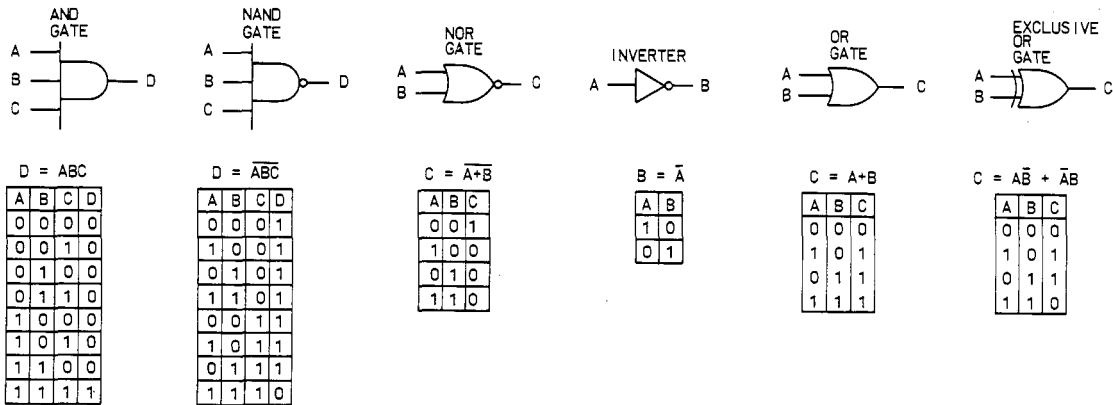 AND
GATE
A
B
C
D
D = ABC
A B C D
0 0 0 0
0 0 1 0
0 1 0 0
0 1 1 0
1 0 0 0
1 0 1 0
1 1 0 0
1 1 1 1
NAND
GATE
A
B
C
D
D = A̅B̅C̅
A B C D
0 0 0 1
1 0 0 1
0 1 0 1
1 1 0 1
0 0 1 1
1 0 1 1
0 1 1 1
1 1 1 0
NOR
GATE
A
B
C
C = A̅+̅B̅
A B C
0 0 1
1 0 0
0 1 0
1 1 0
INVERTER
A
B
B = A̅
A B
1 0
0 1
OR
GATE
A
B
C
C = A+B
A B C
0 0 0
1 0 1
0 1 1
1 1 1
EXCLUSIVE
OR
GATE
A
B
C
C = AB̅ + A̅B
A B C
0 0 0
1 0 1
0 1 1
1 1 0